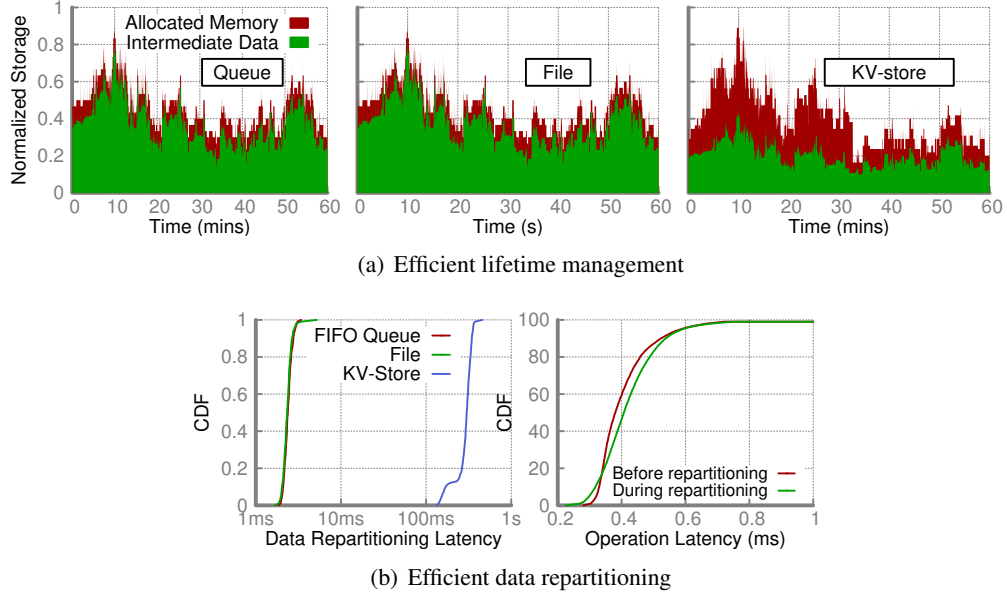 Normalized Storage
1
0.8
0.6
0.4
0.2
0
Allocated Memory
Intermediate Data
Queue
0 10 20 30 40 50 60
Time (mins)
File
0 10 20 30 40 50 60
Time (s)
KV-store
0 10 20 30 40 50 60
Time (mins)
(a) Efficient lifetime management
CDF
1
0.8
0.6
0.4
0.2
0
FIFO Queue
File
KV-Store
1ms 10ms 100ms 1s
Data Repartitioning Latency
CDF
100
80
60
40
20
0
Before repartitioning
During repartitioning
0.2 0.4 0.6 0.8 1
Operation Latency (ms)
(b) Efficient data repartitioning